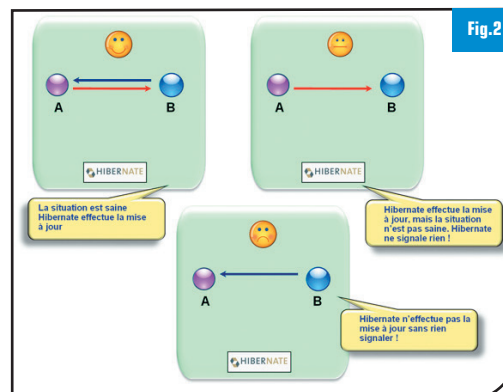 Fig.2
A
B
HIBERNATE
La situation est saine
Hibernate effectue la mise
à jour
A
B
HIBERNATE
Hibernate effectue la mise
à jour, mais la situation
n'est pas saine. Hibernate
ne signale rien !
A
B
HIBERNATE
Hibernate n'effectue pas la
mise à jour sans rien
signaler !